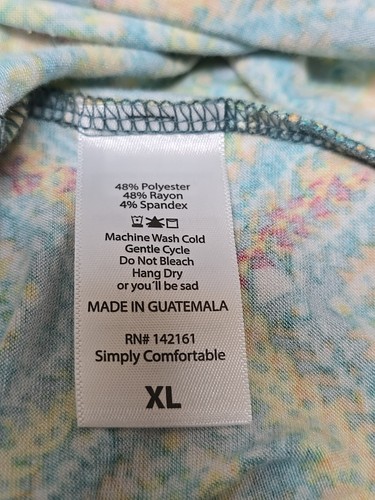 48% Polyester
48% Rayon
4% Spandex
Machine Wash Cold
Gentle Cycle
Do Not Bleach
Hang Dry
or you'll be sad
MADE IN GUATEMALA
RN# 142161
Simply Comfortable
XL